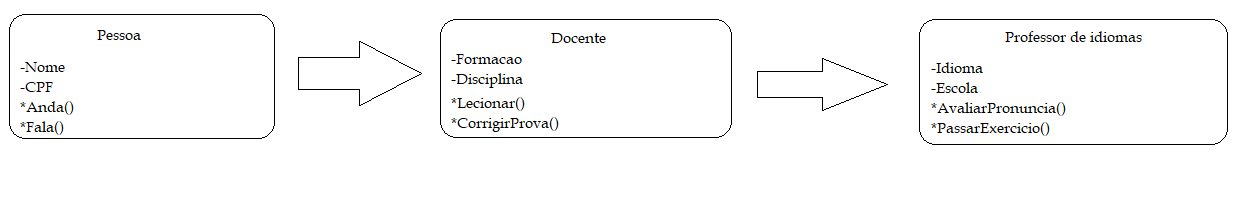 Pessoa
-Nome
-CPF
*Anda()
*Fala()
Docente
-Formacao
-Disciplina
*Lecionar()
*CorrigirProva()
Professor de idiomas
-Idioma
-Escola
*AvaliarPronuncia()
*PassarExercicio()